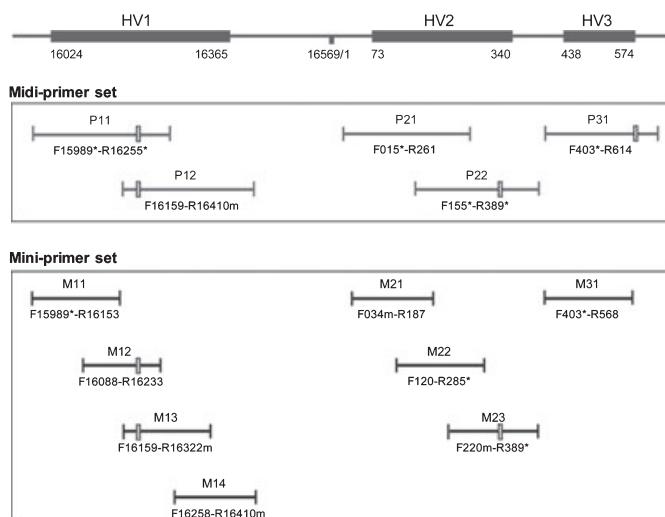 HV1 HV2 HV3
16024 16365 16569/1 73 340 438 574
Midi-primer set
P11 P21 P31
F15989*-R16255* F015*-R261 F403*-R614
P12 P22
F16159-R16410m F155*-R389*
Mini-primer set
M11 M21 M31
F15989*-R16153 F034m-R187 F403*-R568
M12 M22
F16088-R16233 F120-R285*
M13 M23
F16159-R16322m F220m-R389*
M14
F16258-R16410m